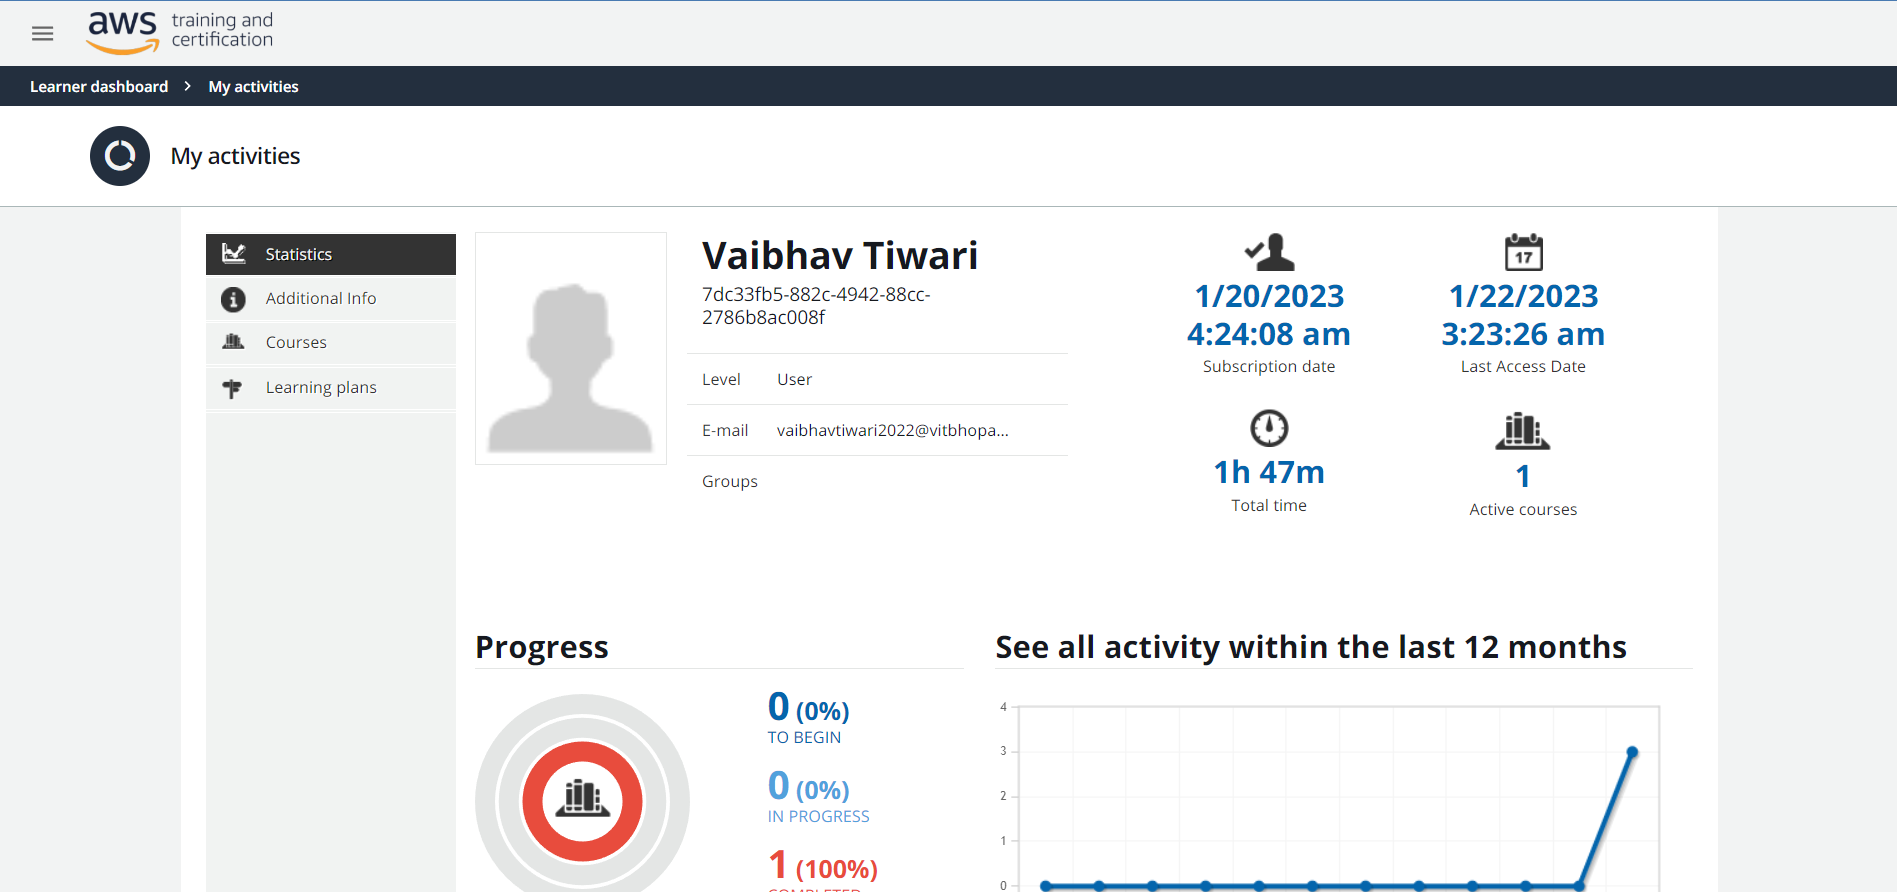 aws training and
certification
Learner dashboard > My activities
My activities
Statistics
Additional Info
Courses
Learning plans
Vaibhav Tiwari
7dc33fb5-882c-4942-88cc-
2786b8ac008f
Level User
E-mail vaibhavtiwari2022@vitbhopa...
Groups
1/20/2023
4:24:08 am
Subscription date
17
1/22/2023
3:23:26 am
Last Access Date
1h 47m
Total time
1
Active courses
Progress
0 (0%)
TO BEGIN
0 (0%)
IN PROGRESS
1 (100%)
COMPLETED
See all activity within the last 12 months
4
3
2
1
0